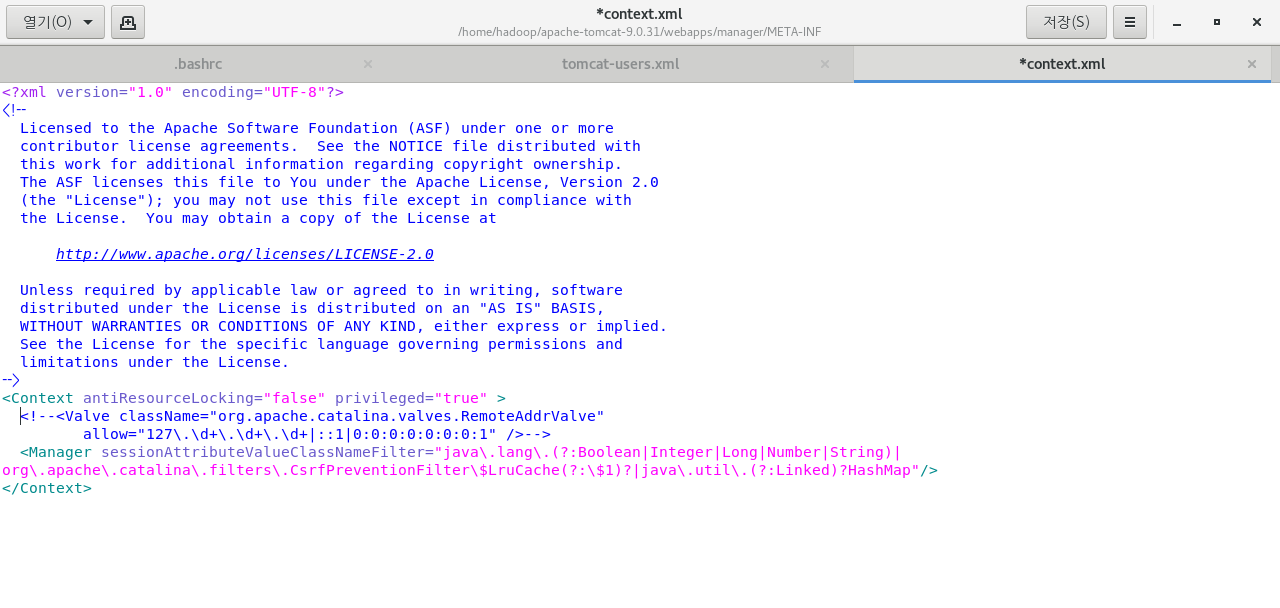 열기(O)
*context.xml
/home/hadoop/apache-tomcat-9.0.31/webapps/manager/META-INF
저장(S)
.bashrc
tomcat-users.xml
*context.xml
<?xml version="1.0" encoding="UTF-8"?>
<!--
  Licensed to the Apache Software Foundation (ASF) under one or more
  contributor license agreements.  See the NOTICE file distributed with
  this work for additional information regarding copyright ownership.
  The ASF licenses this file to You under the Apache License, Version 2.0
  (the "License"); you may not use this file except in compliance with
  the License.  You may obtain a copy of the License at

      http://www.apache.org/licenses/LICENSE-2.0

  Unless required by applicable law or agreed to in writing, software
  distributed under the License is distributed on an "AS IS" BASIS,
  WITHOUT WARRANTIES OR CONDITIONS OF ANY KIND, either express or implied.
  See the License for the specific language governing permissions and
  limitations under the License.
-->
<Context antiResourceLocking="false" privileged="true" >
  <!--<Valve className="org.apache.catalina.valves.RemoteAddrValve"
         allow="127\.\d+\.\d+\.\d+|::1|0:0:0:0:0:0:0:1" />-->
  <Manager sessionAttributeValueClassNameFilter="java\.lang\.(?:Boolean|Integer|Long|Number|String)|
org\.apache\.catalina\.filters\.CsrfPreventionFilter\$LruCache(?:\$1)?|java\.util\.(?:Linked)?HashMap"/>
</Context>